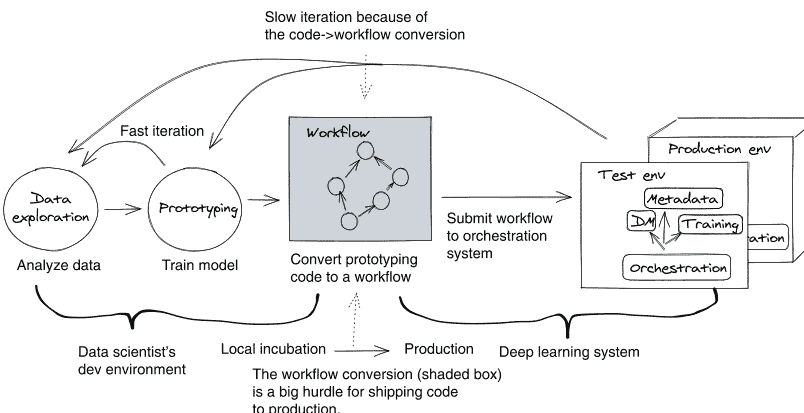 Slow iteration because of
the code->workflow conversion
Fast iteration
Workflow
Production env
Test env
Metadata
DM
Training
ation
Orchestration
Data
exploration
Prototyping
Submit workflow
to orchestration
system
Analyze data
Train model
Convert prototyping
code to a workflow
Data scientist's
dev environment
Local incubation
Production
Deep learning system
The workflow conversion (shaded box)
is a big hurdle for shipping code
to production.